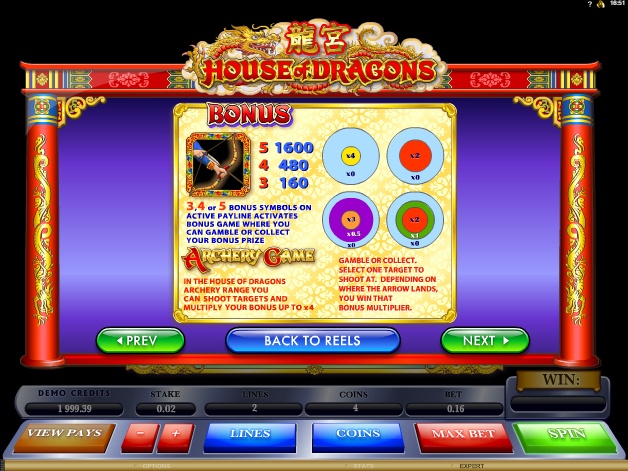 ? 16:51
龍宮
HOUSE of DRAGONS
BONUS
5 1600
4 480
3 160
x4
x0
x2
x0
x3
x0.5
x0
x2
x1
x0
3,4 or 5 BONUS SYMBOLS ON
ACTIVE PAYLINE ACTIVATES
BONUS GAME WHERE YOU
CAN GAMBLE OR COLLECT
YOUR BONUS PRIZE
ARCHERY GAME
IN THE HOUSE OF DRAGONS
ARCHERY RANGE YOU
CAN SHOOT TARGETS AND
MULTIPLY YOUR BONUS UP TO x4
GAMBLE OR COLLECT.
SELECT ONE TARGET TO
SHOOT AT. DEPENDING ON
WHERE THE ARROW LANDS,
YOU WIN THAT
BONUS MULTIPLIER.
PREV
BACK TO REELS
NEXT
DEMO CREDITS STAKE LINES COINS BET WIN:
1 999.39 0.02 2 4 0.16
VIEW PAYS - + LINES COINS MAX BET SPIN
OPTIONS STATS EXPERT